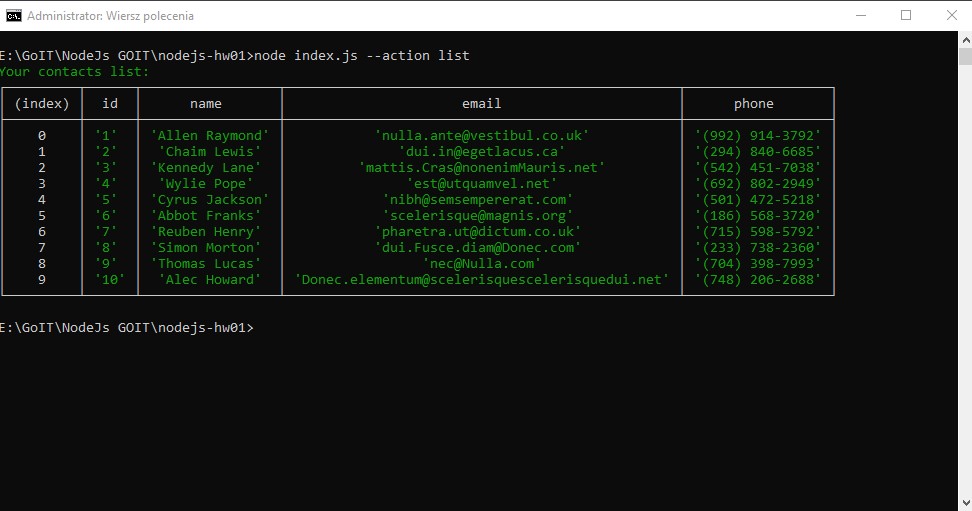 Administrator: Wiersz polecenia
E:\GoIT\NodeJs GOIT\nodejs-hw01>node index.js --action list
Your contacts list:
(index) id name email phone
0 '1' 'Allen Raymond' 'nulla.ante@vestibul.co.uk' '(992) 914-3792'
1 '2' 'Chaim Lewis' 'dui.in@egetlacus.ca' '(294) 840-6685'
2 '3' 'Kennedy Lane' 'mattis.Cras@nonenimMauris.net' '(542) 451-7038'
3 '4' 'Wylie Pope' 'est@utquamvel.net' '(692) 802-2949'
4 '5' 'Cyrus Jackson' 'nibh@semsempererat.com' '(501) 472-5218'
5 '6' 'Abbot Franks' 'scelerisque@magnis.org' '(186) 568-3720'
6 '7' 'Reuben Henry' 'pharetra.ut@dictum.co.uk' '(715) 598-5792'
7 '8' 'Simon Morton' 'dui.Fusce.diam@Donec.com' '(233) 738-2360'
8 '9' 'Thomas Lucas' 'nec@Nulla.com' '(704) 398-7993'
9 '10' 'Alec Howard' 'Donec.elementum@scelerisquescelerisquedui.net' '(748) 206-2688'
E:\GoIT\NodeJs GOIT\nodejs-hw01>